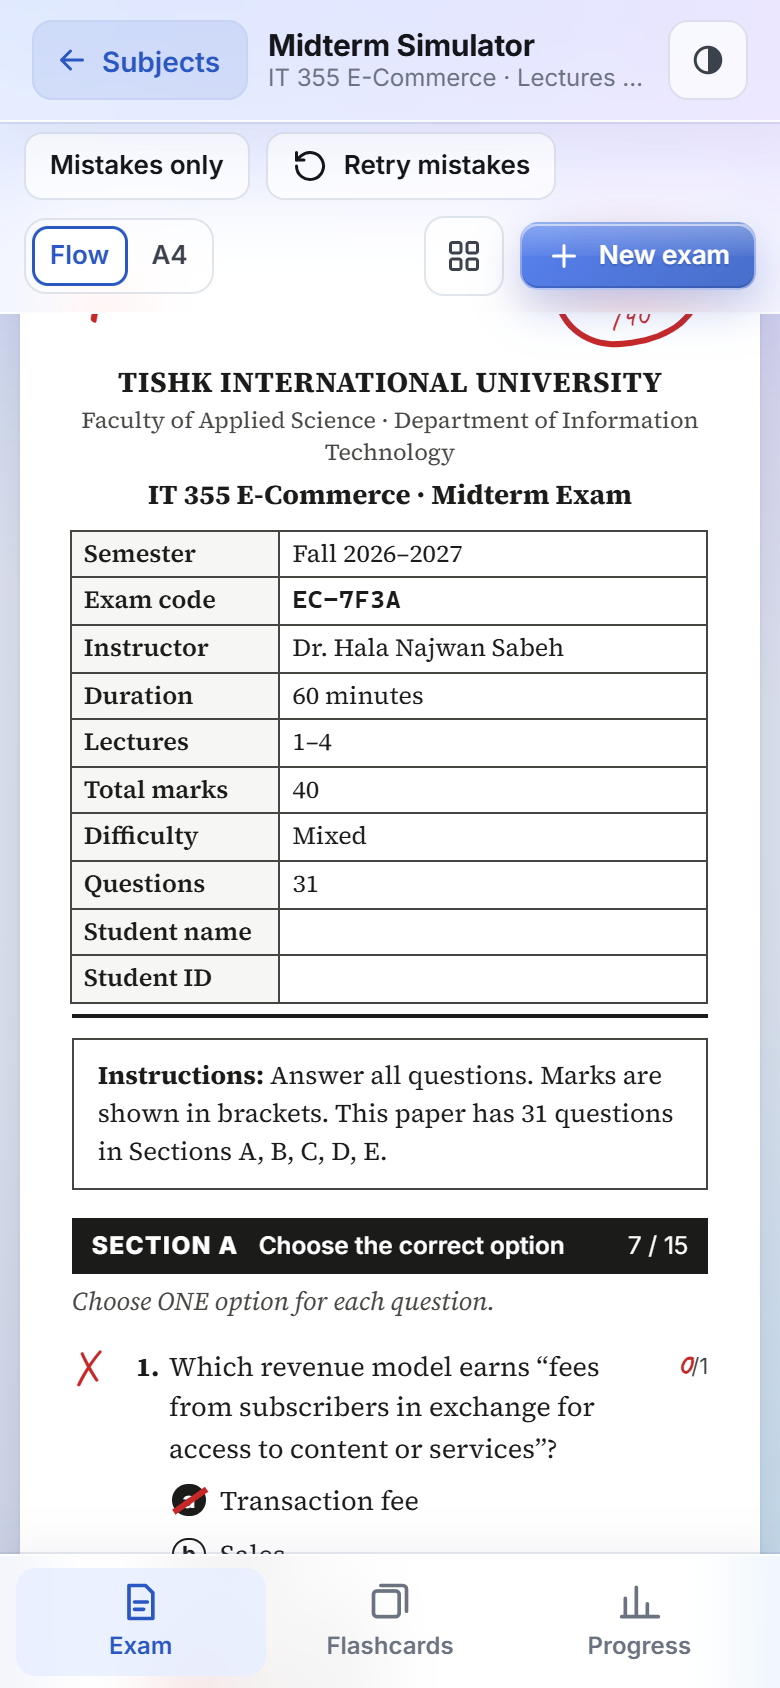 Subjects
Midterm Simulator
IT 355 E-Commerce · Lectures ...
Mistakes only
Retry mistakes
Flow
A4
New exam
/40
TISHK INTERNATIONAL UNIVERSITY
Faculty of Applied Science · Department of Information
Technology
IT 355 E-Commerce · Midterm Exam
Semester Fall 2026–2027
Exam code EC-7F3A
Instructor Dr. Hala Najwan Sabeh
Duration 60 minutes
Lectures 1–4
Total marks 40
Difficulty Mixed
Questions 31
Student name
Student ID
Instructions: Answer all questions. Marks are
shown in brackets. This paper has 31 questions
in Sections A, B, C, D, E.
SECTION A Choose the correct option 7 / 15
Choose ONE option for each question.
1. Which revenue model earns “fees 0/1
from subscribers in exchange for
access to content or services”?
a Transaction fee
b Sales
Exam
Flashcards
Progress